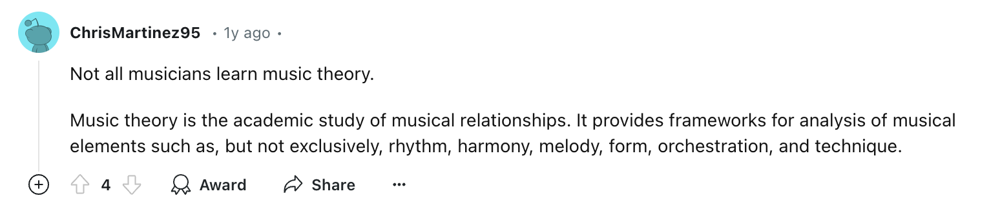 ChrisMartinez95 • 1y ago •
Not all musicians learn music theory.
Music theory is the academic study of musical relationships. It provides frameworks for analysis of musical
elements such as, but not exclusively, rhythm, harmony, melody, form, orchestration, and technique.
4 Award Share